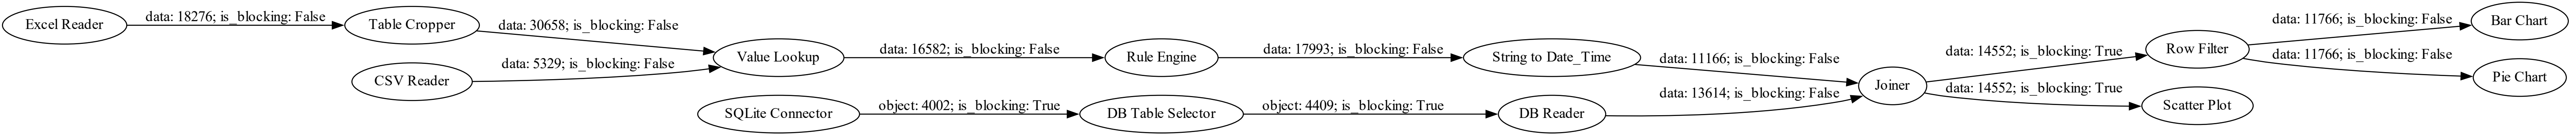 Excel Reader
data: 18276; is_blocking: False
Table Cropper
data: 30658; is_blocking: False
CSV Reader
data: 5329; is_blocking: False
Value Lookup
data: 16582; is_blocking: False
Rule Engine
data: 17993; is_blocking: False
String to Date_Time
data: 11166; is_blocking: False
SQLite Connector
object: 4002; is_blocking: True
DB Table Selector
object: 4409; is_blocking: True
DB Reader
data: 13614; is_blocking: False
Joiner
data: 14552; is_blocking: True
Row Filter
data: 14552; is_blocking: True
Scatter Plot
data: 11766; is_blocking: False
Bar Chart
data: 11766; is_blocking: False
Pie Chart